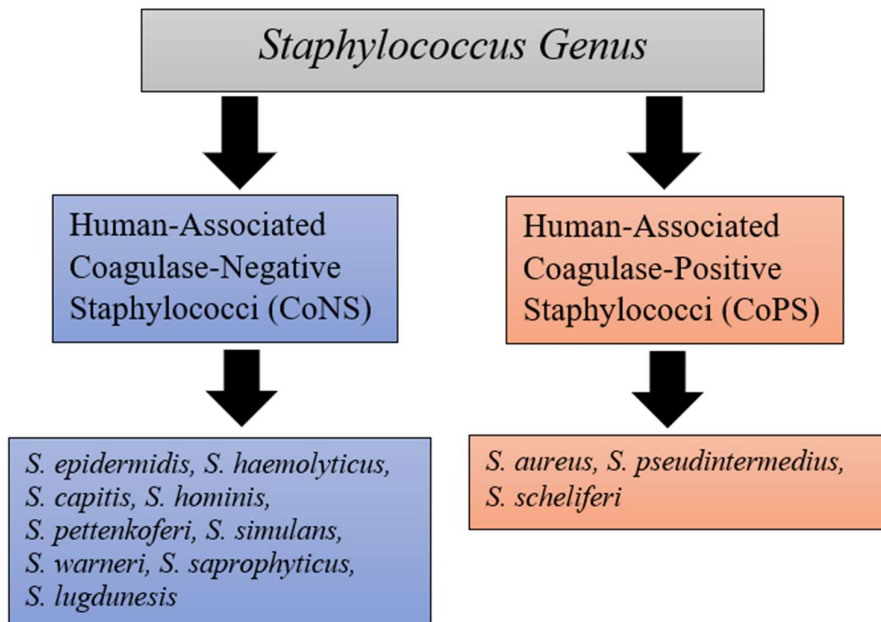 Staphylococcus Genus
Human-Associated
Coagulase-Negative
Staphylococci (CoNS)
Human-Associated
Coagulase-Positive
Staphylococci (CoPS)
S. epidermidis, S. haemolyticus,
S. capitis, S. hominis,
S. pettenkoferi, S. simulans,
S. warneri, S. saprophyticus,
S. lugdunesis
S. aureus, S. pseudintermedius,
S. scheliferi